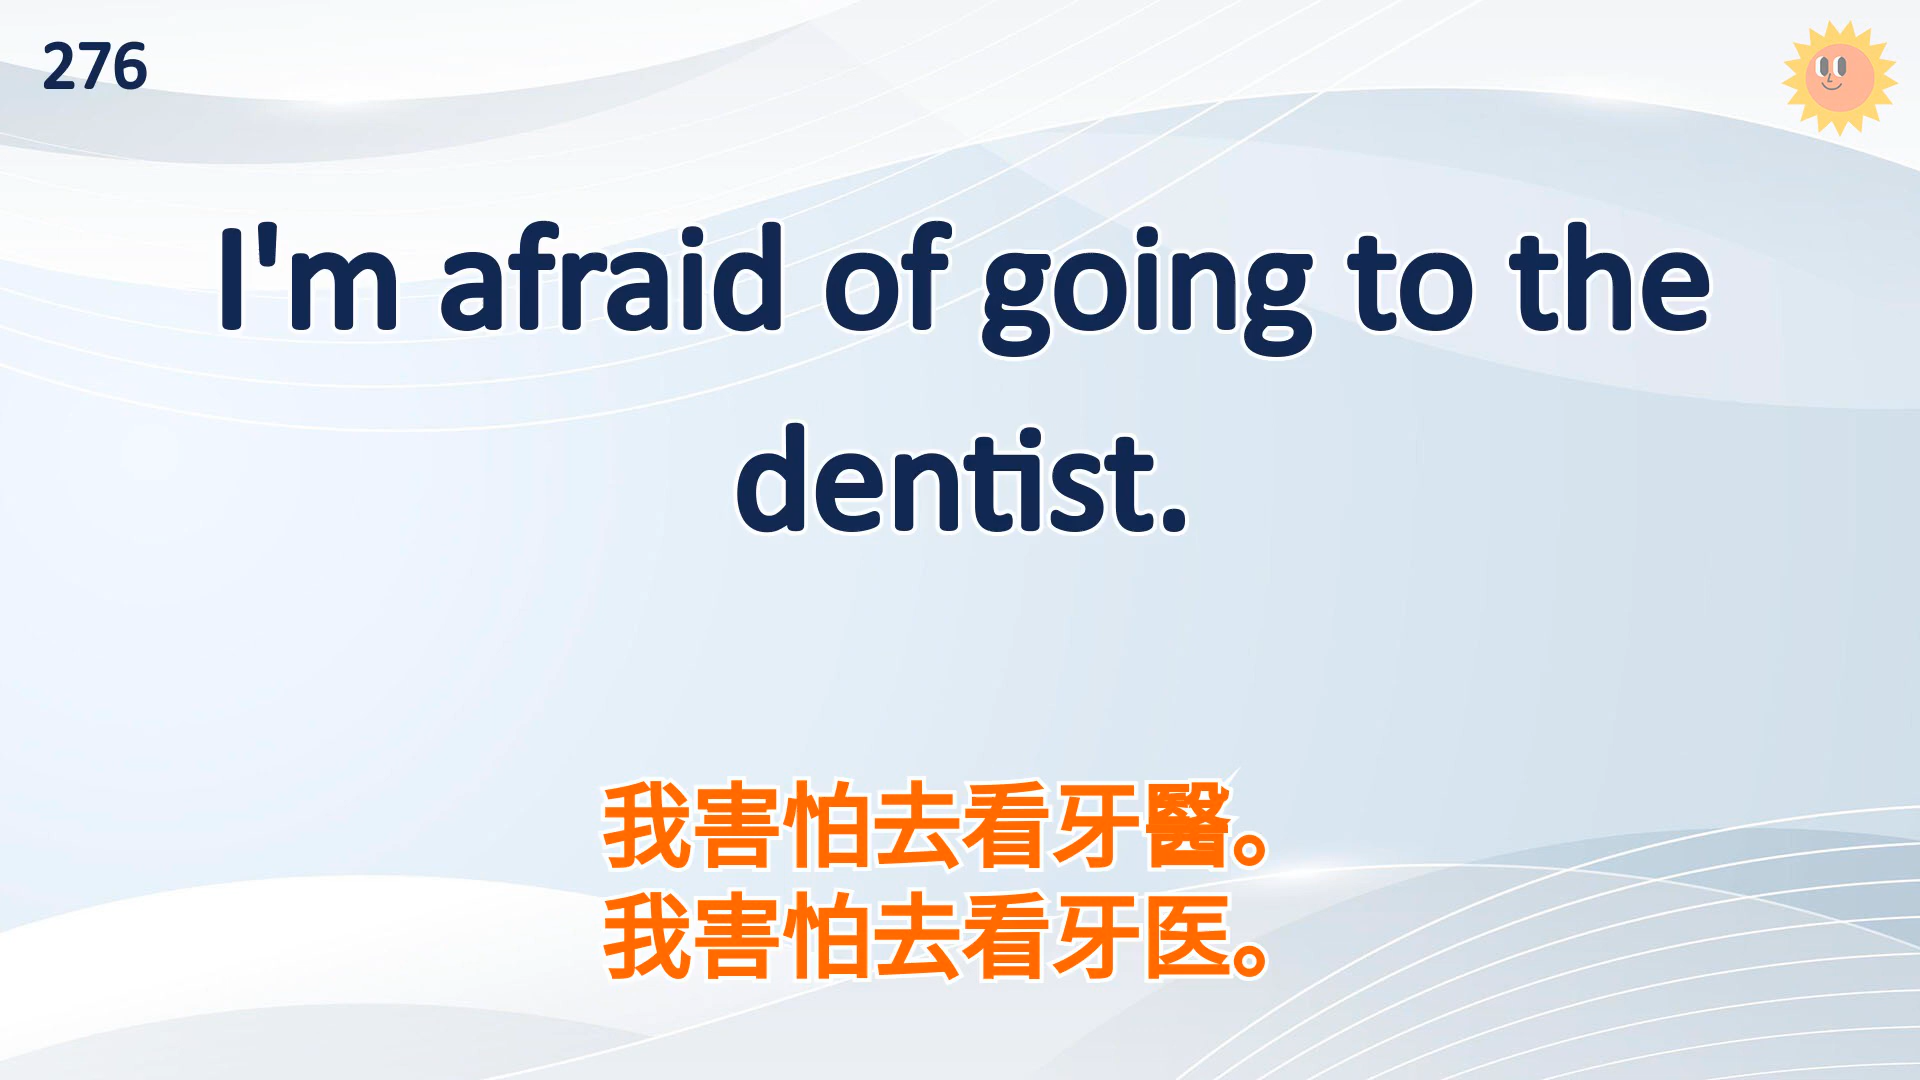 276
I'm afraid of going to the
dentist.
我害怕去看牙醫。
我害怕去看牙医。